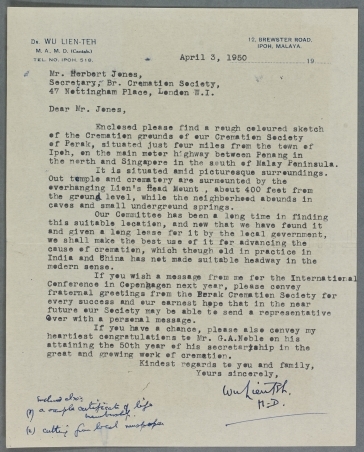 Dr. WU LIEN-TEH
M.A. M.D. (Cantab.)
TEL. NO. IPOH. 518.
12, BREWSTER ROAD,
IPOH, MALAYA.
April 3, 1950 19
Mr. Herbert Jones,
Secretary, Br. Cremation Society,
47 Nottingham Place, London W.I.
Dear Mr. Jones,
Enclosed please find a rough coloured sketch
of the Cremation grounds of our Cremation Society
of Perak, situated just four miles from the town of
Ipoh, on the main motor highway between Penang in
the north and Singapore in the south of Malay Peninsula.
It is situated amid picturesque surroundings.
Out temple and crematory are surmounted by the
overhanging Lion's Head Mount , about 400 feet from
the ground level, while the neighborhood abounds in
caves and small underground springs.
Our Committee has been a long time in finding
this suitable location, and now that we have found it
and given a long lease for it by the local government,
we shall make the best use of it for advancing the
cause of cremation, which though old in practice in
India and China has not made suitable headway in the
modern sense.
If you wish a message from me for the International
Conference in Copenhagen next year, please convey
fraternal greetings from the Perak Cremation Society for
every success and our earnest hope that in the near
future our Society may be able to send a representative
over with a personal message.
If you have a chance, please also convey my
heartiest congratulations to Mr. G.A.Noble on his
attaining the 50th year of his secretarship in the
great and growing work of cremation.
Kindest regards to you and family,
Yours sincerely,
Wu Lien Teh.
M.D.
Enclosed also:
(1) a sample certificate of life
membership.
(2) cutting from local newspaper